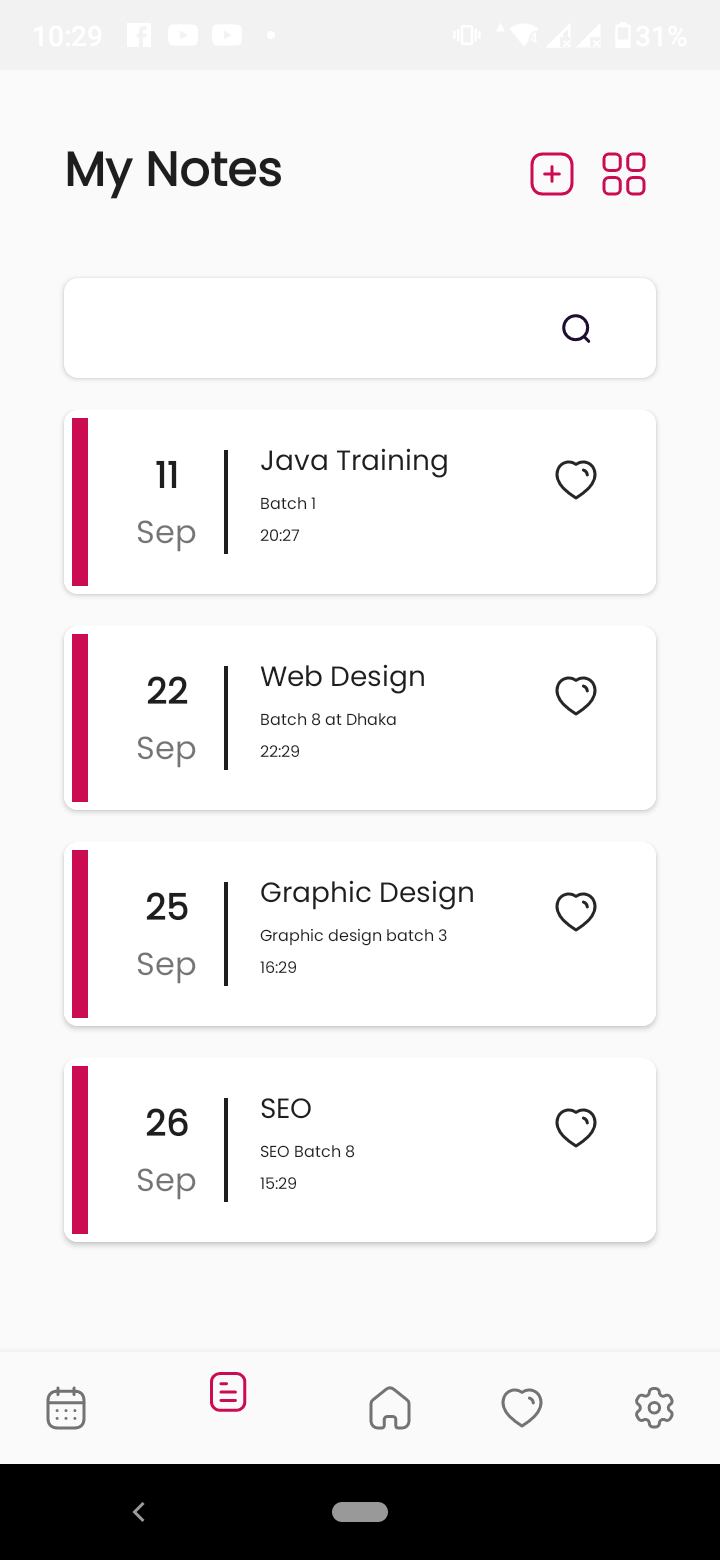 10:29
31%
My Notes
11
Sep
Java Training
Batch 1
20:27
22
Sep
Web Design
Batch 8 at Dhaka
22:29
25
Sep
Graphic Design
Graphic design batch 3
16:29
26
Sep
SEO
SEO Batch 8
15:29